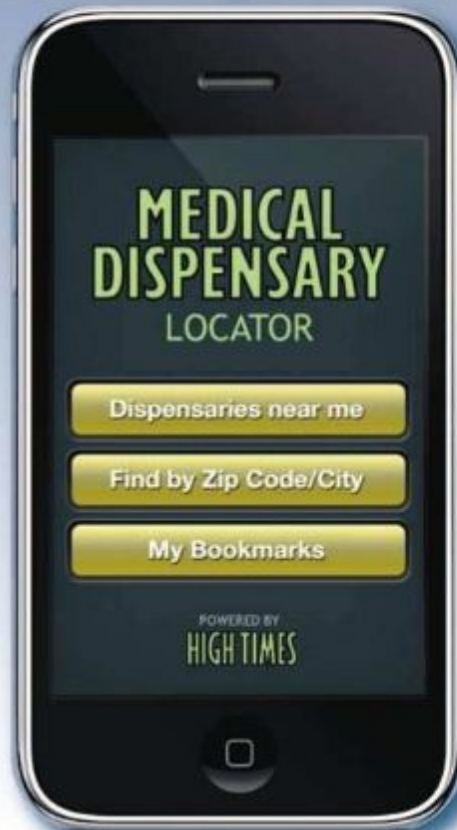 MEDICAL
DISPENSARY
LOCATOR
Dispensaries near me
Find by Zip Code/City
My Bookmarks
POWERED BY
HIGH TIMES